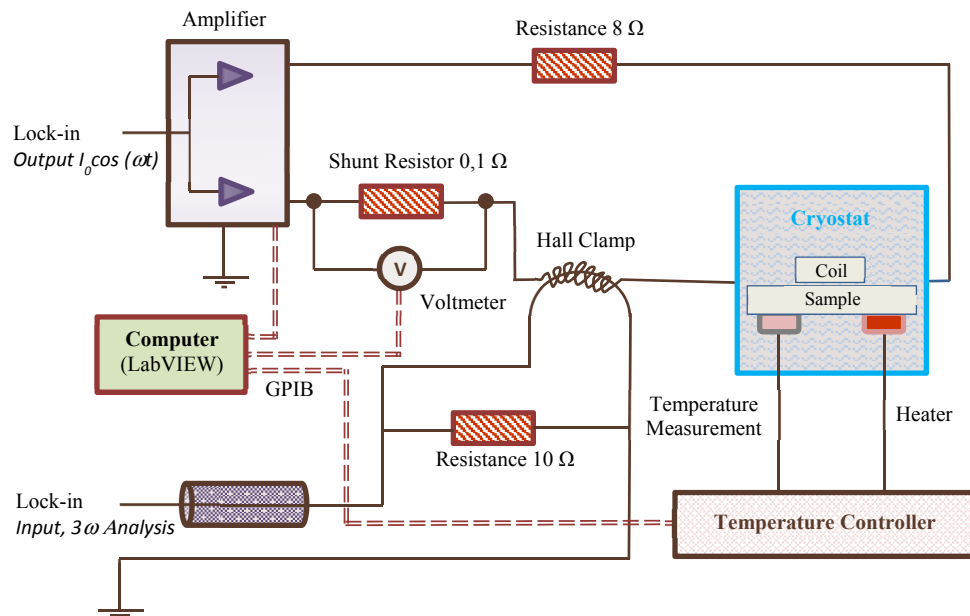 Amplifier
Resistance 8 Ω
Lock-in
Output I₀cos (ωt)
Shunt Resistor 0,1 Ω
Cryostat
Hall Clamp
Coil
V
Sample
Voltmeter
Computer
(LabVIEW)
GPIB
Temperature
Measurement
Heater
Resistance 10 Ω
Lock-in
Input, 3ω Analysis
Temperature Controller